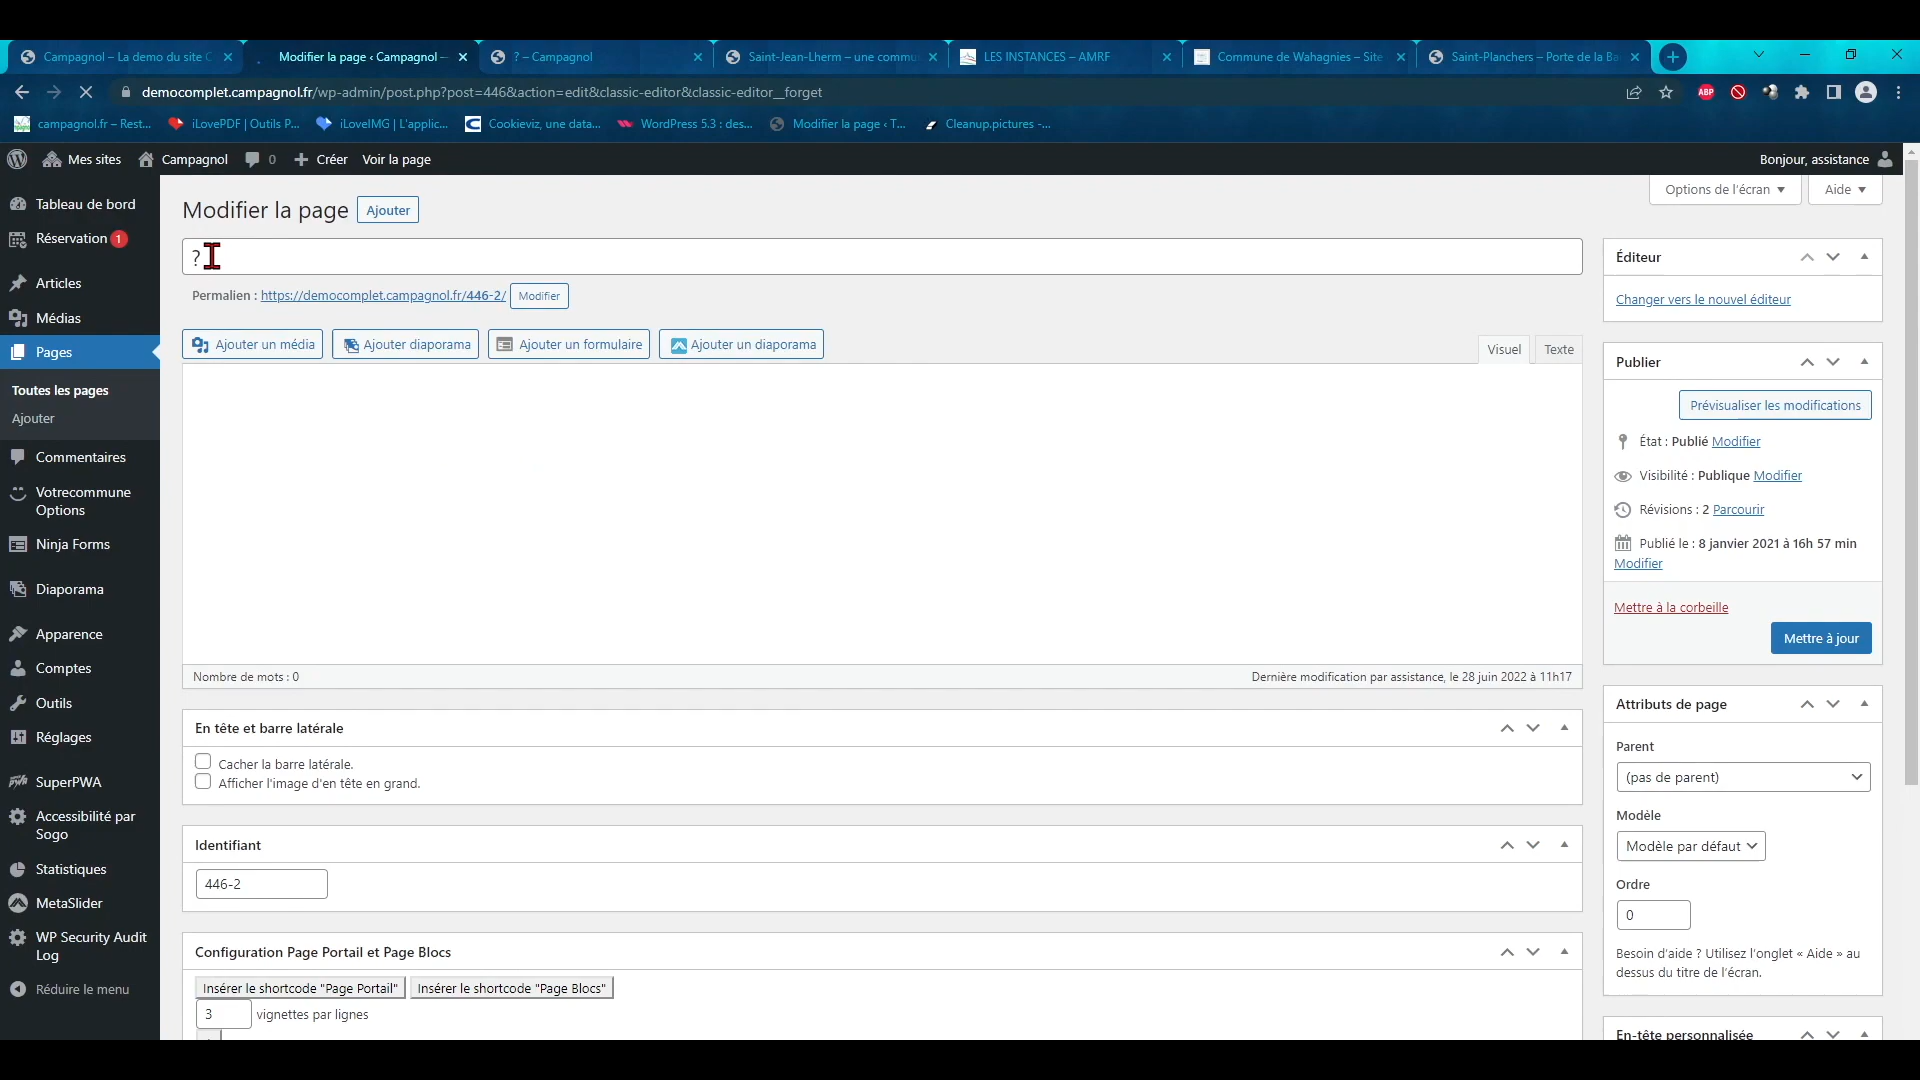 Campagnol – La demo du site C
Modifier la page ‹ Campagnol –
? – Campagnol
Saint-Jean-Lherm – une commu
LES INSTANCES – AMRF
Commune de Wahagnies – Site
Saint-Planchers – Porte de la Ba
democomplet.campagnol.fr/wp-admin/post.php?post=446&action=edit&classic-editor&classic-editor__forget
ABP
campagnol.fr – Rest...
iLovePDF | Outils P...
iLoveIMG | L'applic...
Cookieviz, une data...
WordPress 5.3 : des...
Modifier la page ‹ T...
Cleanup.pictures -...
Mes sites
Campagnol
0
Créer
Voir la page
Bonjour, assistance
Tableau de bord
Réservation 1
Articles
Médias
Pages
Toutes les pages
Ajouter
Commentaires
Votrecommune
Options
Ninja Forms
Diaporama
Apparence
Comptes
Outils
Réglages
SuperPWA
Accessibilité par
Sogo
Statistiques
MetaSlider
WP Security Audit
Log
Réduire le menu
Options de l'écran
Aide
Modifier la page
Ajouter
?
Permalien : https://democomplet.campagnol.fr/446-2/ Modifier
Ajouter un média
Ajouter diaporama
Ajouter un formulaire
Ajouter un diaporama
Visuel
Texte
Nombre de mots : 0
Dernière modification par assistance, le 28 juin 2022 à 11h17
En tête et barre latérale
Cacher la barre latérale.
Afficher l'image d'en tête en grand.
Identifiant
446-2
Configuration Page Portail et Page Blocs
Insérer le shortcode "Page Portail"
Insérer le shortcode "Page Blocs"
3 vignettes par lignes
Éditeur
Changer vers le nouvel éditeur
Publier
Prévisualiser les modifications
État : Publié Modifier
Visibilité : Publique Modifier
Révisions : 2 Parcourir
Publié le : 8 janvier 2021 à 16h 57 min
Modifier
Mettre à la corbeille
Mettre à jour
Attributs de page
Parent
(pas de parent)
Modèle
Modèle par défaut
Ordre
0
Besoin d'aide ? Utilisez l'onglet « Aide » au
dessus du titre de l'écran.
En-tête personnalisée